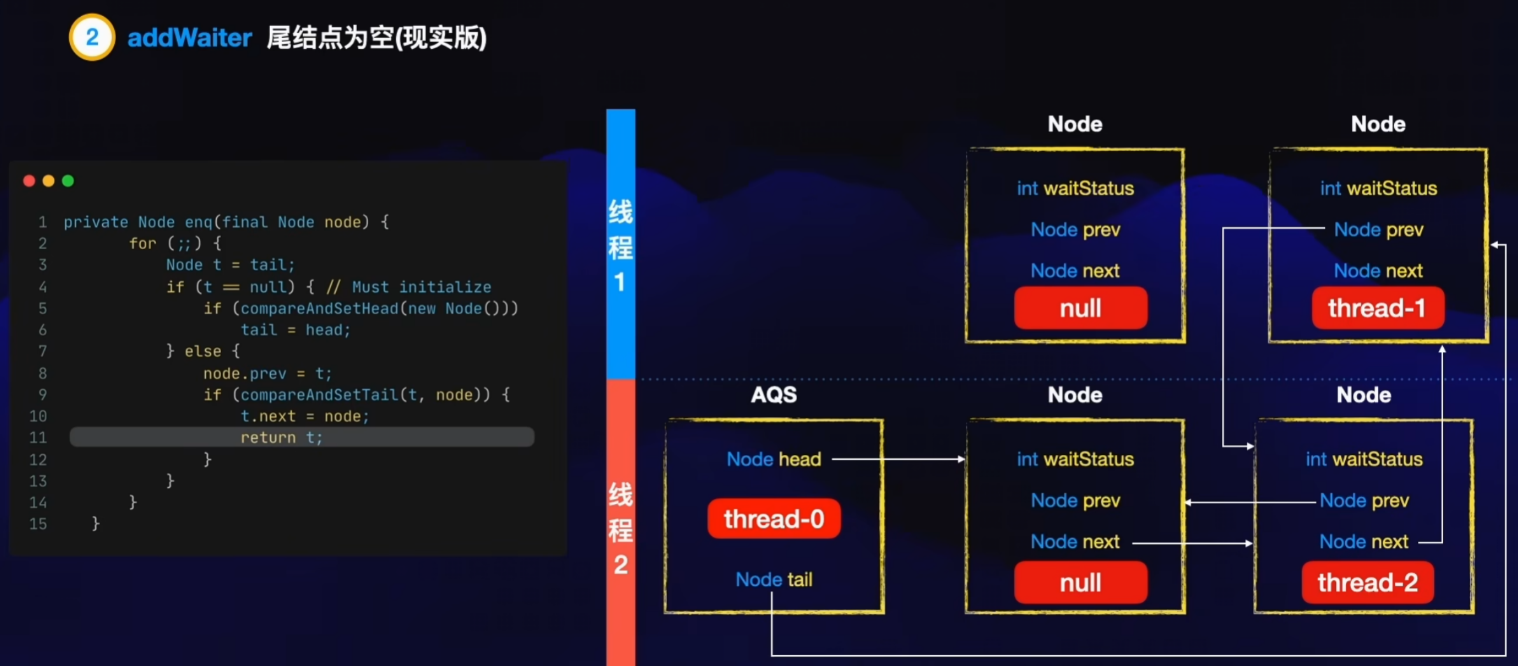 2 addWaiter 尾结点为空(现实版)
1 private Node enq(final Node node) {
2 for (;;) {
3 Node t = tail;
4 if (t == null) { // Must initialize
5 if (compareAndSetHead(new Node()))
6 tail = head;
7 } else {
8 node.prev = t;
9 if (compareAndSetTail(t, node)) {
10 t.next = node;
11 return t;
12 }
13 }
14 }
15 }
线
程
1
Node
int waitStatus
Node prev
Node next
null
Node
int waitStatus
Node prev
Node next
thread-1
线
程
2
AQS
Node head
thread-0
Node tail
Node
int waitStatus
Node prev
Node next
null
Node
int waitStatus
Node prev
Node next
thread-2